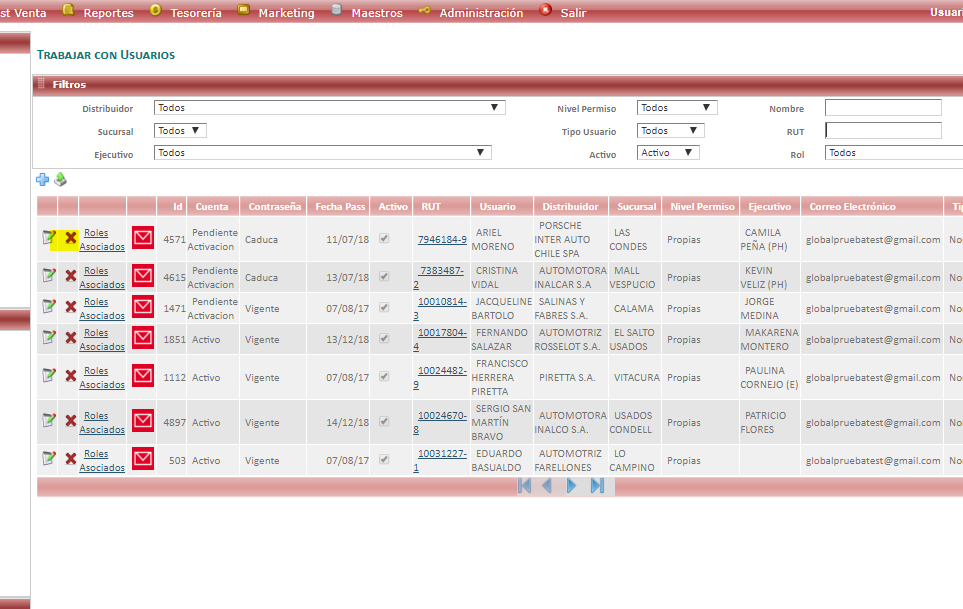 st Venta Reportes Tesorería Marketing Maestros Administración Salir Usuari
Trabajar con Usuarios
Filtros
Distribuidor Todos Nivel Permiso Todos Nombre
Sucursal Todos Tipo Usuario Todos RUT
Ejecutivo Todos Activo Activo Rol Todos
Id Cuenta Contraseña Fecha Pass Activo RUT Usuario Distribuidor Sucursal Nivel Permiso Ejecutivo Correo Electrónico Tip
Roles Asociados 4571 Pendiente Activacion Caduca 11/07/18 7946184-9 ARIEL MORENO PORSCHE INTER AUTO CHILE SPA LAS CONDES Propias CAMILA PEÑA (PH) globalpruebatest@gmail.com No
Roles Asociados 4615 Pendiente Activacion Caduca 13/07/18 7383487-2 CRISTINA VIDAL AUTOMOTORA INALCAR S.A MALL VESPUCIO Propias KEVIN VELIZ (PH) globalpruebatest@gmail.com No
Roles Asociados 1471 Pendiente Activacion Vigente 07/08/17 10010814-3 JACQUELINE BARTOLO SALINAS Y FABRES S.A. CALAMA Propias JORGE MEDINA globalpruebatest@gmail.com No
Roles Asociados 1851 Activo Vigente 13/12/18 10017804-4 FERNANDO SALAZAR AUTOMOTRIZ ROSSELOT S.A. EL SALTO USADOS Propias MAKARENA MONTERO globalpruebatest@gmail.com No
Roles Asociados 1112 Activo Vigente 07/08/17 10024482-9 FRANCISCO HERRERA PIRETTA PIRETTA S.A. VITACURA Propias PAULINA CORNEJO (E) globalpruebatest@gmail.com No
Roles Asociados 4897 Activo Vigente 14/12/18 10024670-8 SERGIO SAN MARTÍN BRAVO AUTOMOTORA INALCO S.A. USADOS CONDELL Propias PATRICIO FLORES globalpruebatest@gmail.com No
Roles Asociados 503 Activo Vigente 07/08/17 10031227-1 EDUARDO BASUALDO AUTOMOTRIZ FARELLONES LO CAMPINO Propias globalpruebatest@gmail.com No